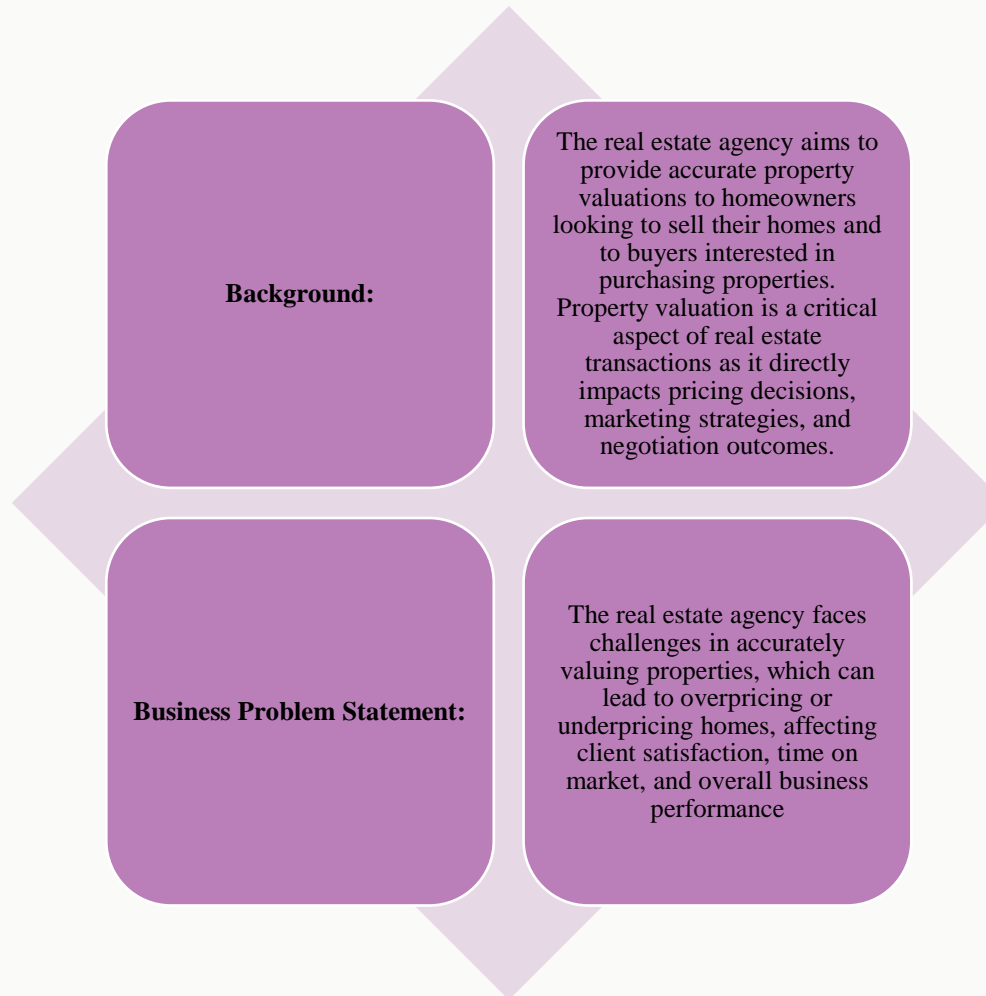 Background:
The real estate agency aims to
provide accurate property
valuations to homeowners
looking to sell their homes and
to buyers interested in
purchasing properties.
Property valuation is a critical
aspect of real estate
transactions as it directly
impacts pricing decisions,
marketing strategies, and
negotiation outcomes.
Business Problem Statement:
The real estate agency faces
challenges in accurately
valuing properties, which can
lead to overpricing or
underpricing homes, affecting
client satisfaction, time on
market, and overall business
performance